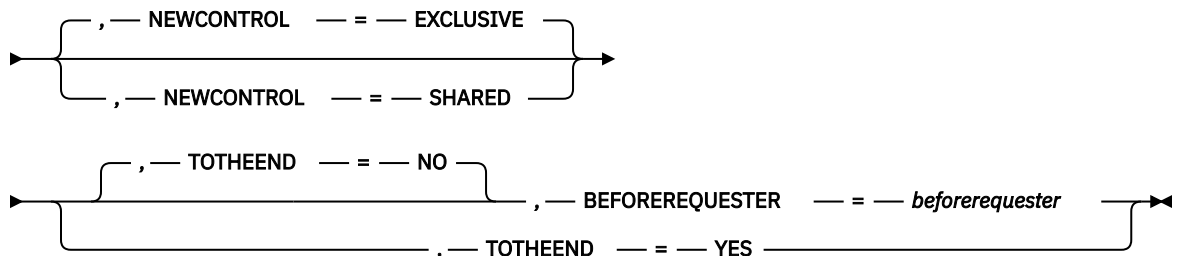 , NEWCONTROL = EXCLUSIVE
, NEWCONTROL = SHARED
, TOTHEEND = NO
, BEFOREREQUESTER = beforerequester
, TOTHEEND = YES